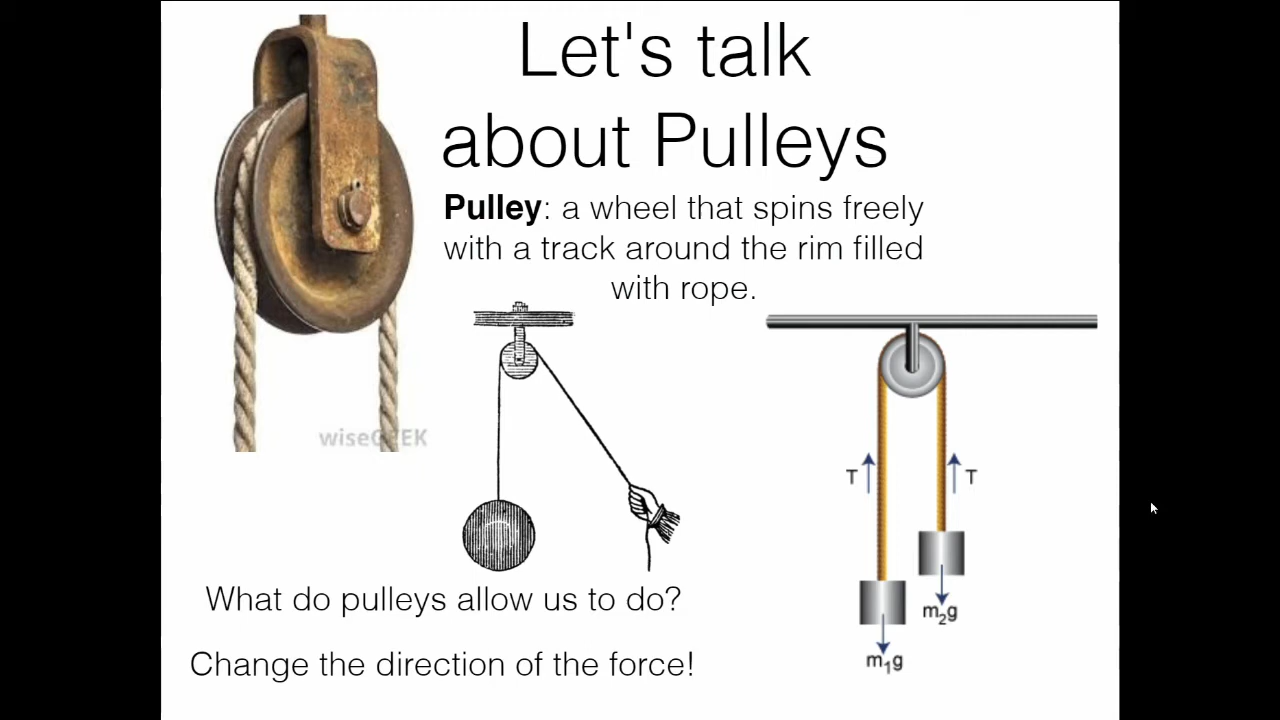 Let's talk
about Pulleys
Pulley: a wheel that spins freely
with a track around the rim filled
with rope.
wiseGEEK
T
T
m₂g
m₁g
What do pulleys allow us to do?
Change the direction of the force!